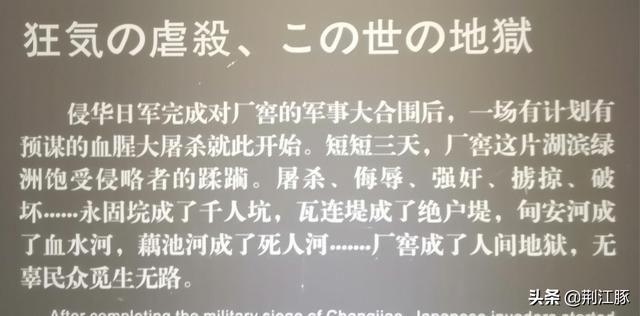 狂気の虐殺、この世の地獄
侵华日军完成对厂窖的军事大合围后，一场有计划有
预谋的血腥大屠杀就此开始。短短三天，厂窖这片湖滨绿
洲饱受侵略者的蹂躏。屠杀、侮辱、强奸、掳掠、破
坏……永固垸成了千人坑，瓦连堤成了绝户堤，甸安河成
了血水河，藕池河成了死人河…….厂窖成了人间地狱，无
辜民众觅生无路。
After completing the military siege of Changjiao, Japanese invaders started
头条 @荆江豚